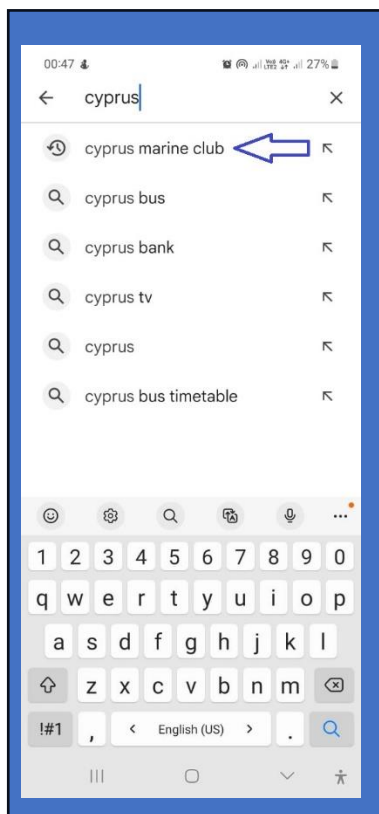 00:47 27%
cyprus
cyprus marine club
cyprus bus
cyprus bank
cyprus tv
cyprus
cyprus bus timetable
1 2 3 4 5 6 7 8 9 0
q w e r t y u i o p
a s d f g h j k l
z x c v b n m
!#1 , < English (US) > .